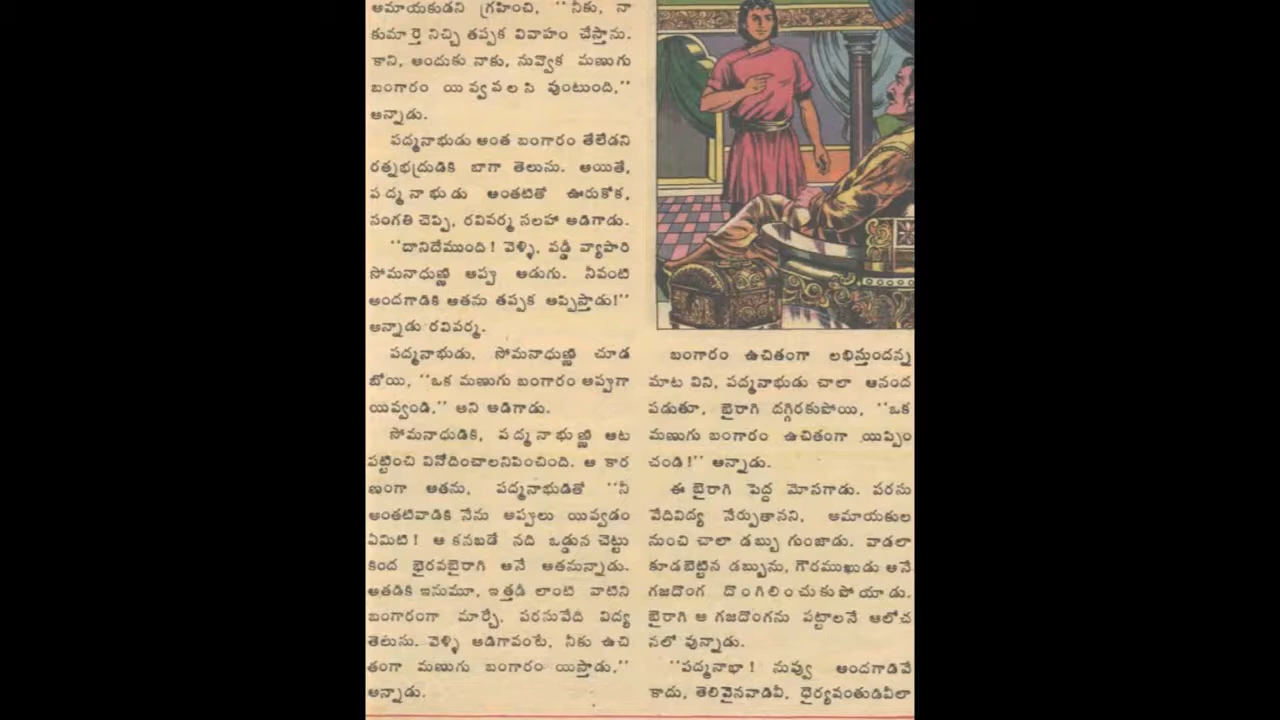 అమాయకుడని గ్రహించి, ‘‘నీకు, నా
కుమార్తె నిచ్చి తప్పక వివాహం చేస్తాను.
కాని, అందుకు నాకు, నువ్వొక మణుగు
బంగారం యివ్వవలసి వుంటుంది,’’
అన్నాడు.
పద్మనాభుడు అంత బంగారం తేలేడని
రత్నభద్రుడికి బాగా తెలుసు. అయితే,
పద్మనాభుడు అంతటితో ఊరుకోక,
సంగతి చెప్పి, రవివర్మ సలహా అడిగాడు.
‘‘దానిదేముంది! వెళ్ళి, వడ్డీ వ్యాపారి
సోమనాధుణ్ణి అప్పు అడుగు. నీవంటి
అందగాడికి అతను తప్పక అప్పిస్తాడు!’’
అన్నాడు రవివర్మ.
పద్మనాభుడు, సోమనాధుణ్ణి చూడ
బోయి, ‘‘ఒక మణుగు బంగారం అప్పుగా
యివ్వండి,’’ అని అడిగాడు.
సోమనాధుడికి, పద్మనాభుణ్ణి ఆట
పట్టించి వినోదించాలనిపించింది. ఆ కార
ణంగా అతను, పద్మనాభుడితో ‘‘నీ
అంతటివాడికి నేను అప్పులు యివ్వడం
ఏమిటి! ఆ కనబడే నది ఒడ్డున చెట్టు
కింద భైరవబైరాగి అనే అతనున్నాడు.
అతడికి ఇనుమూ, ఇత్తడీ లాంటి వాటిని
బంగారంగా మార్చే, పరసువేది విద్య
తెలుసు. వెళ్ళి అడిగావంటే, నీకు ఉచి
తంగా మణుగు బంగారం యిస్తాడు,’’
అన్నాడు.
బంగారం ఉచితంగా లభిస్తుందన్న
మాట విని, పద్మనాభుడు చాలా ఆనంద
పడుతూ, బైరాగి దగ్గిరకుపోయి, ‘‘ఒక
మణుగు బంగారం ఉచితంగా యిప్పిం
చండి!’’ అన్నాడు.
ఈ బైరాగి పెద్ద మోసగాడు. పరసు
వేదివిద్య నేర్పుతానని, అమాయకుల
నుంచి చాలా డబ్బు గుంజాడు. వాడలా
కూడబెట్టిన డబ్బును, గౌరముఖుడు అనే
గజదొంగ దొంగిలించుకుపోయాడు.
బైరాగి ఆ గజదొంగను పట్టాలనే ఆలోచ
నలో వున్నాడు.
‘‘పద్మనాభా! నువ్వు అందగాడివే
కాదు, తెలివైనవాడివీ, ధైర్యవంతుడివీలా